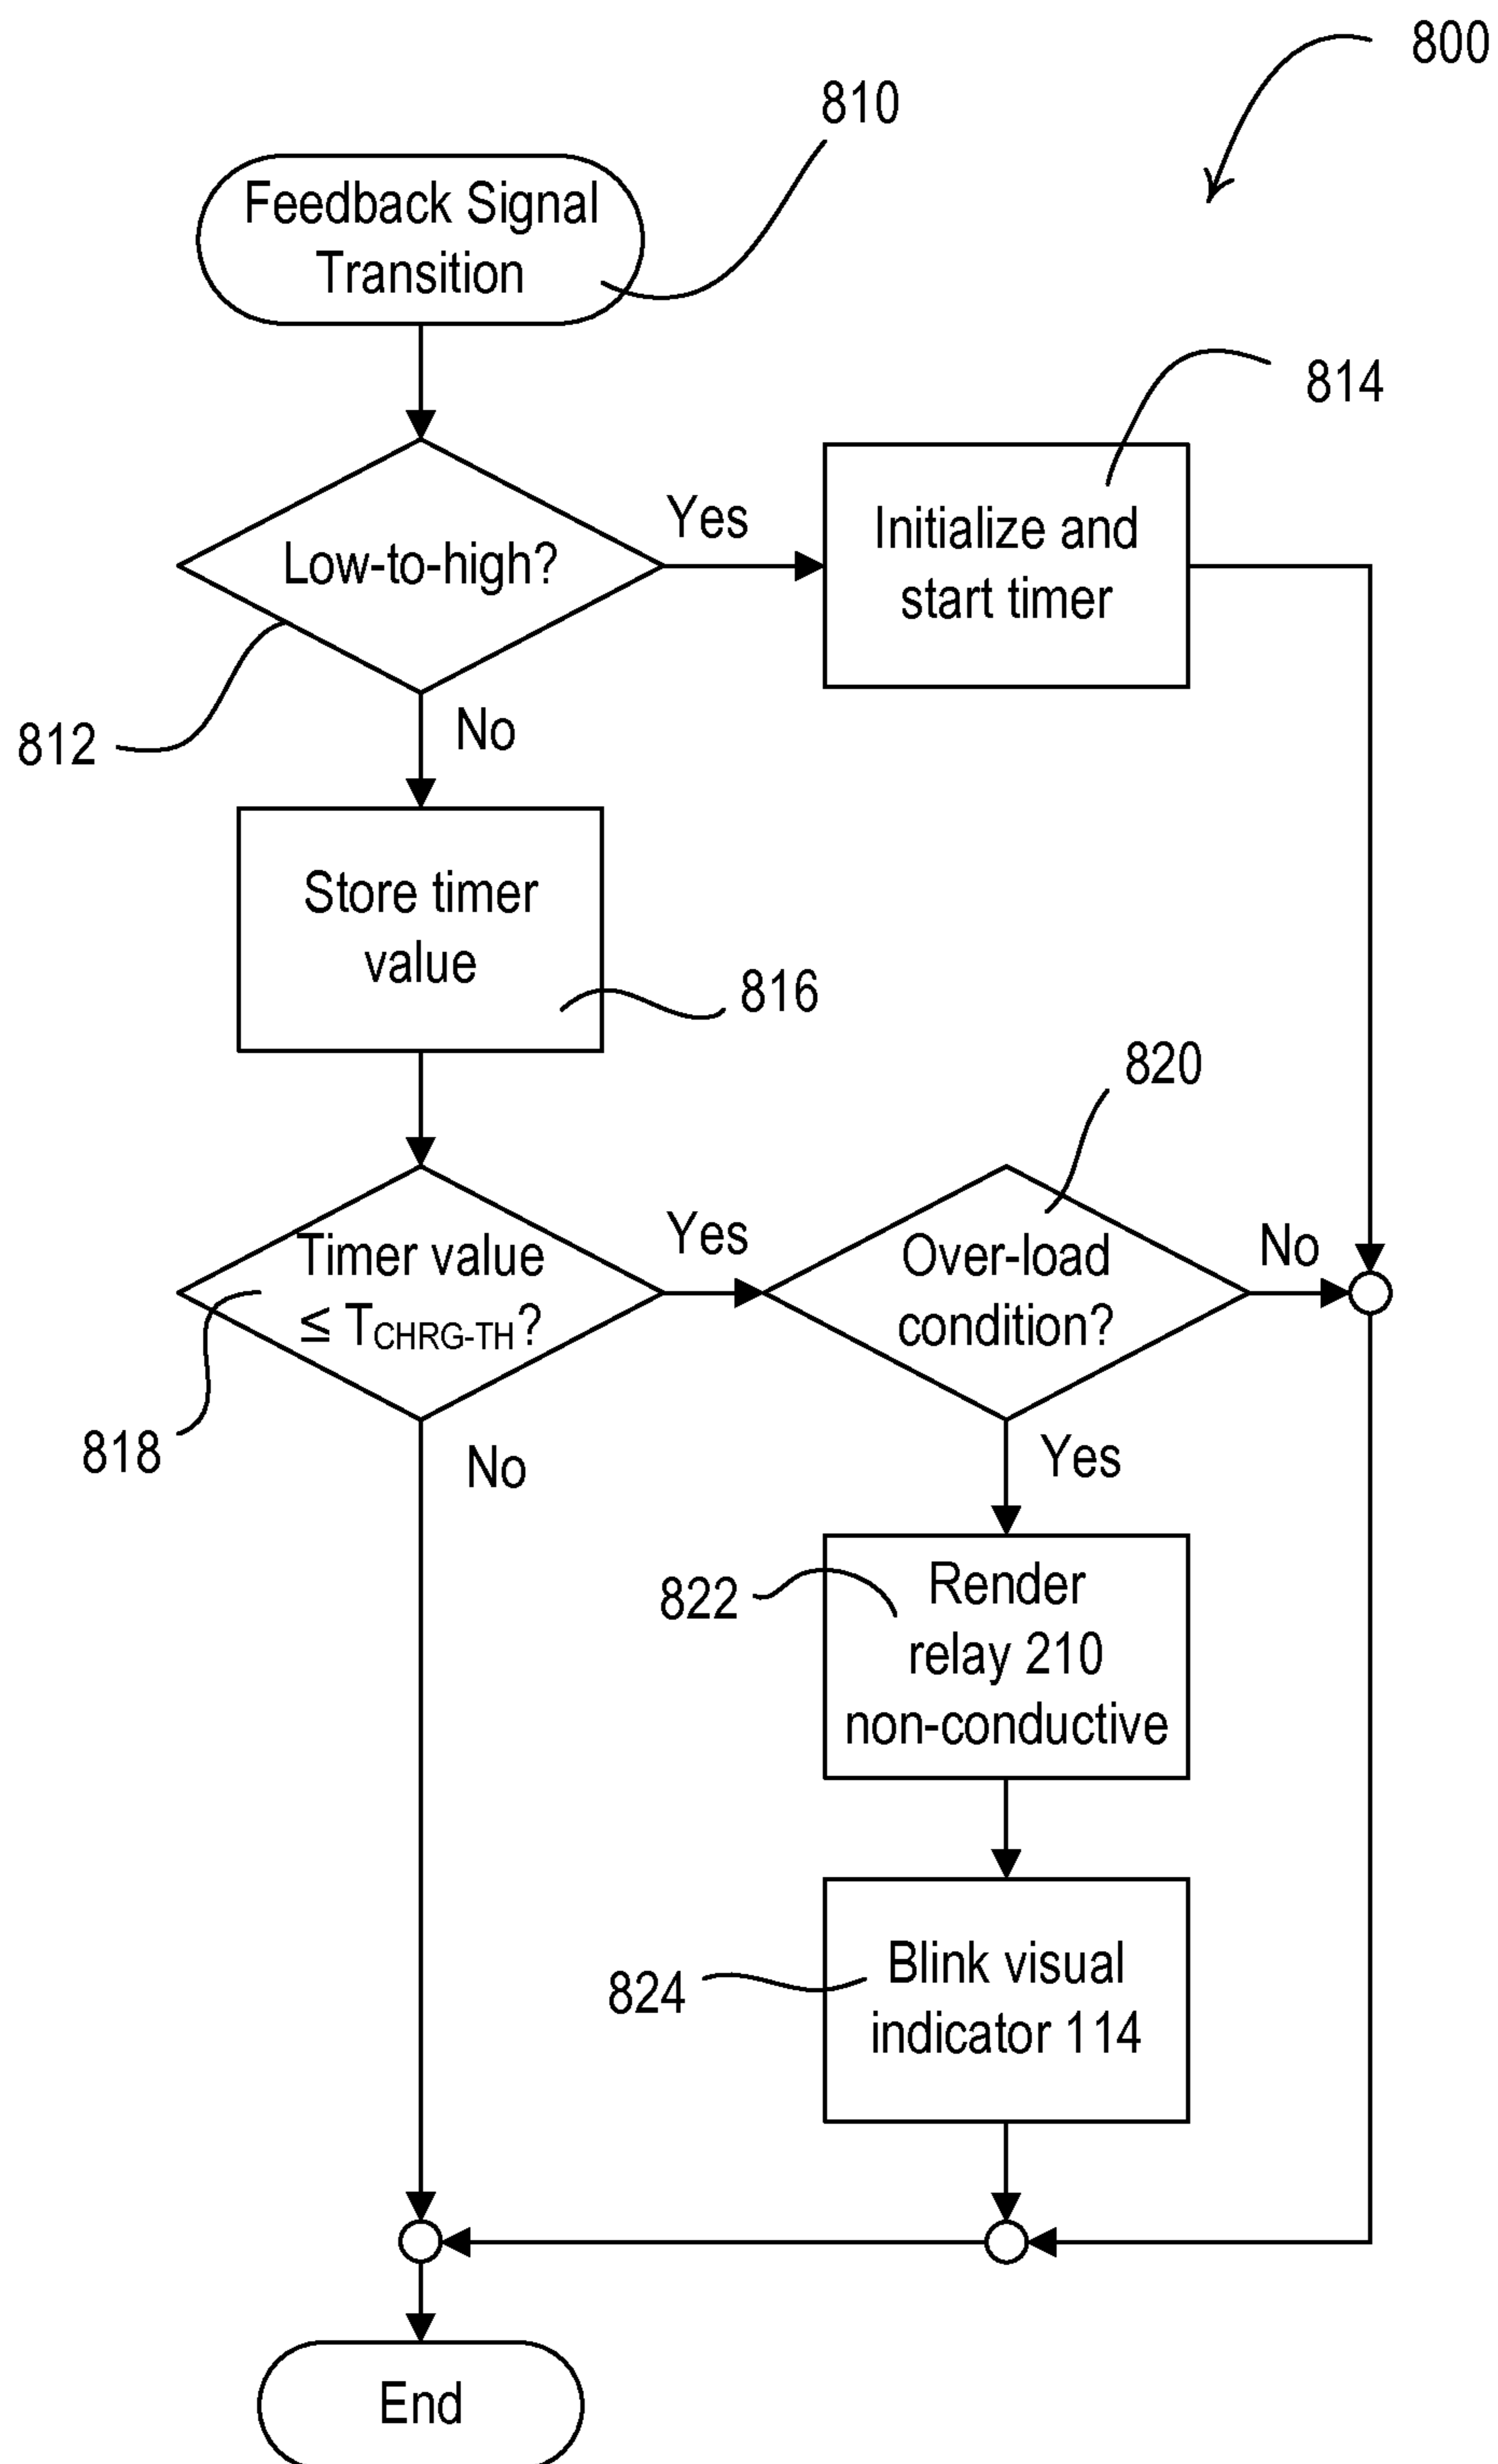 800
810
Feedback Signal
Transition
814
Low-to-high?
Yes
Initialize and
start timer
812
No
Store timer
value
816
820
Timer value
≤ TCHRG-TH?
Yes
Over-load
condition?
No
818
No
Yes
822
Render
relay 210
non-conductive
824
Blink visual
indicator 114
End